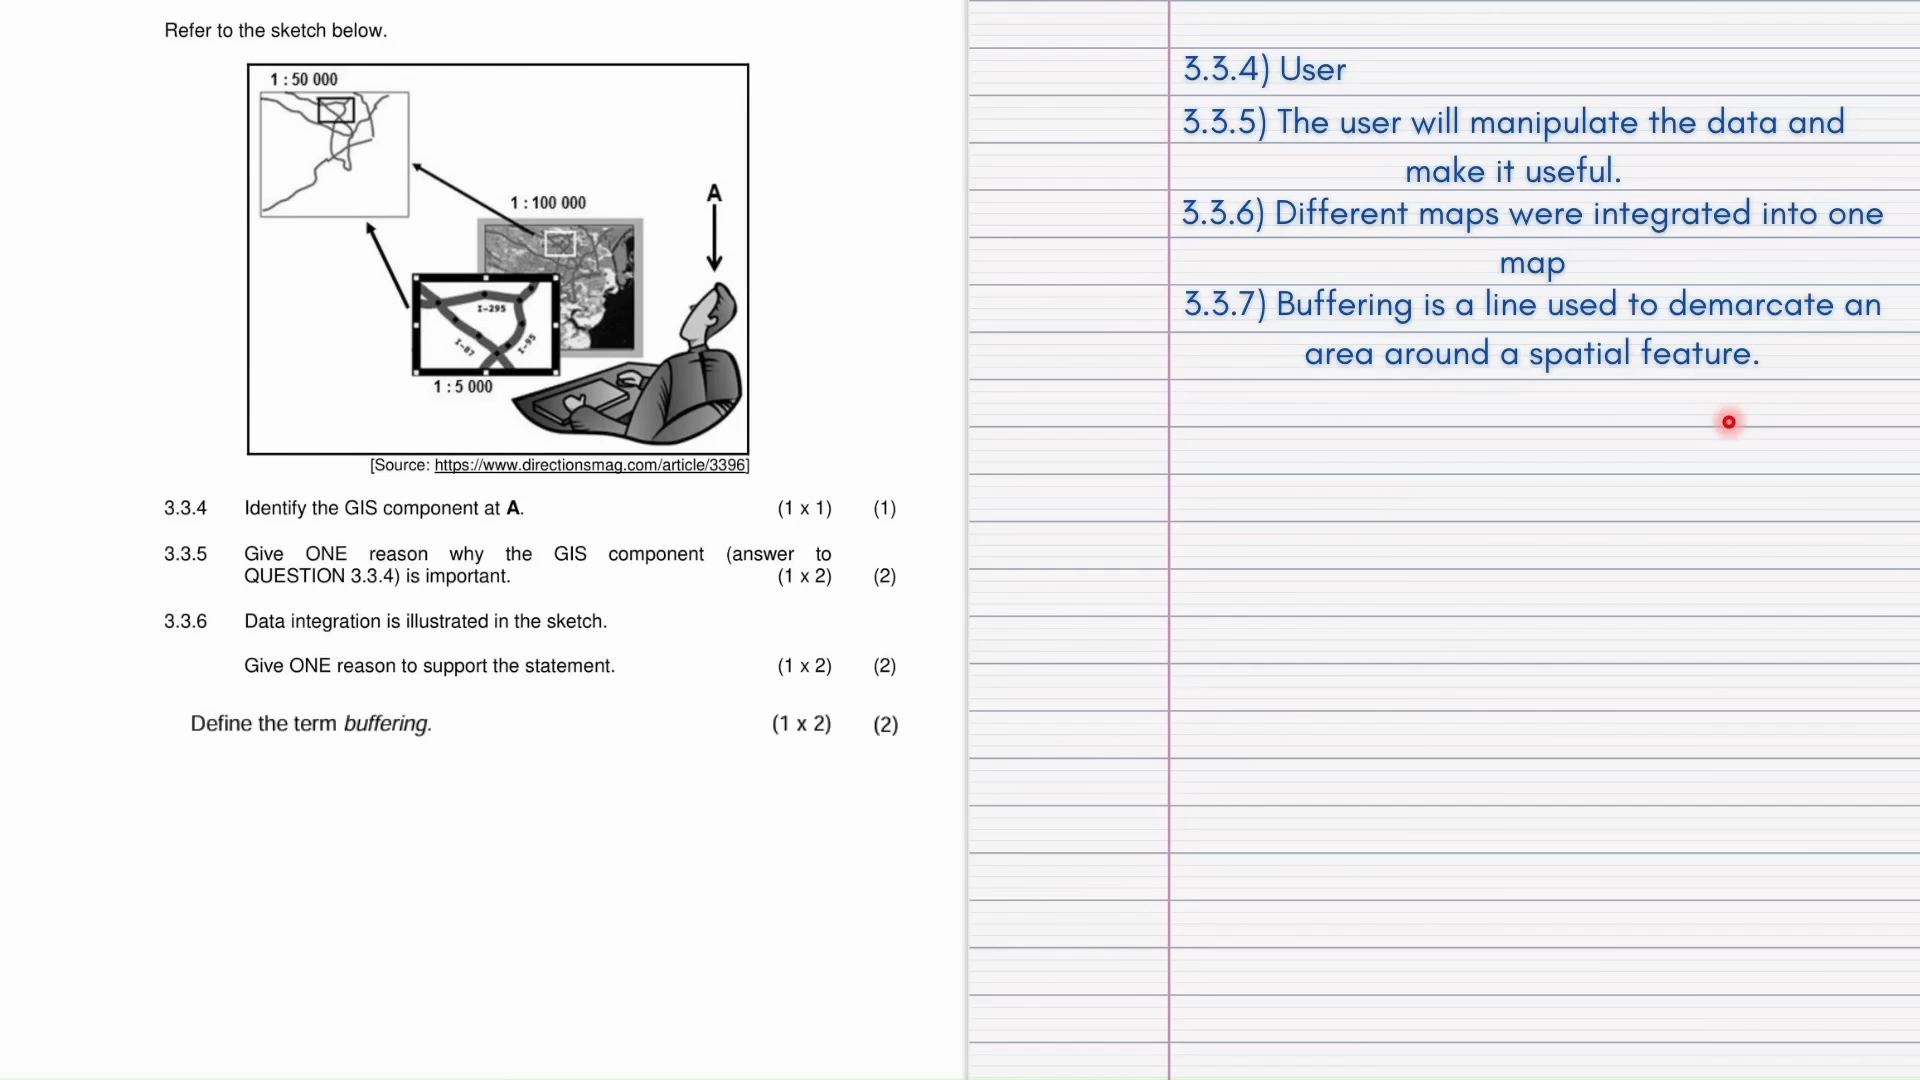 Refer to the sketch below.
1 : 50 000
1 : 100 000
A
I-295
I-87
I-95
1 : 5 000
[Source: https://www.directionsmag.com/article/3396]
3.3.4 Identify the GIS component at A. (1 x 1) (1)
3.3.5 Give ONE reason why the GIS component (answer to
QUESTION 3.3.4) is important. (1 x 2) (2)
3.3.6 Data integration is illustrated in the sketch.
Give ONE reason to support the statement. (1 x 2) (2)
Define the term buffering. (1 x 2) (2)
3.3.4) User
3.3.5) The user will manipulate the data and
make it useful.
3.3.6) Different maps were integrated into one
map
3.3.7) Buffering is a line used to demarcate an
area around a spatial feature.